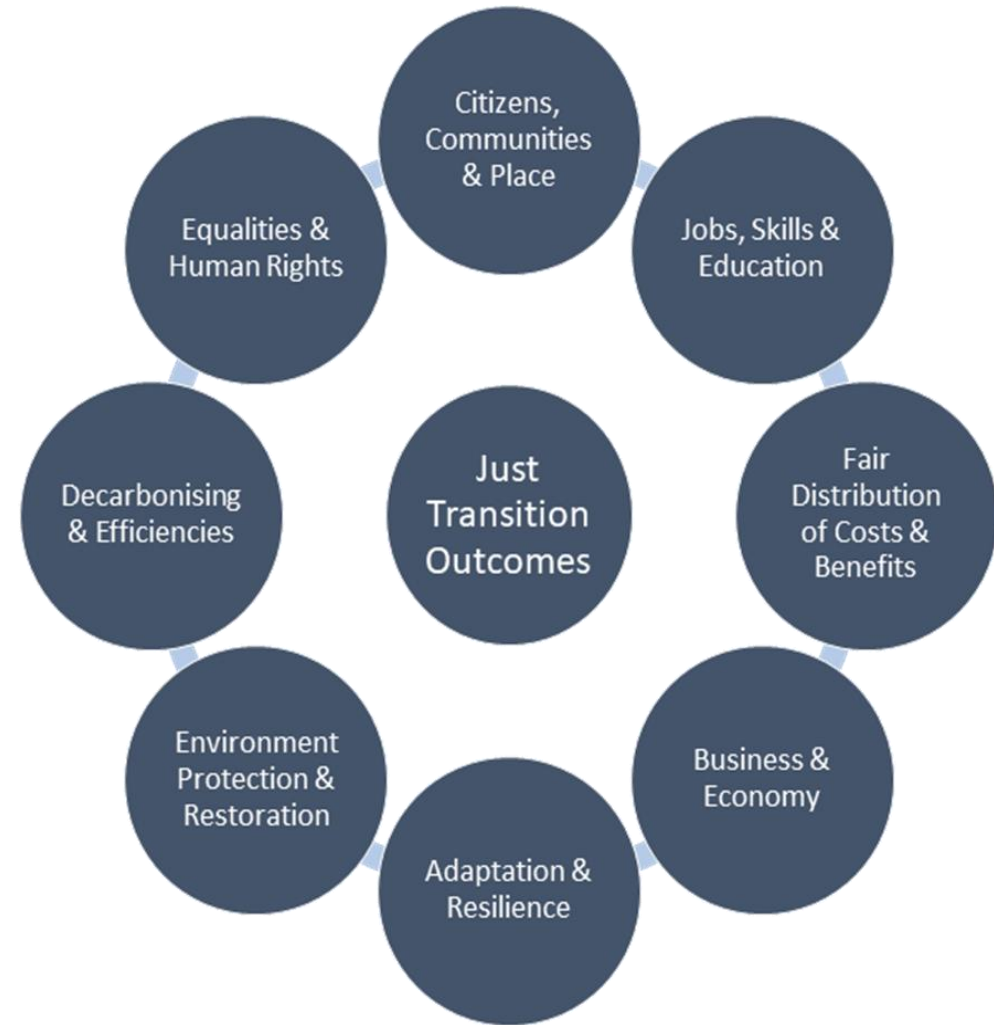 Citizens,
Communities
& Place
Jobs, Skills &
Education
Fair
Distribution
of Costs &
Benefits
Business &
Economy
Adaptation &
Resilience
Environment
Protection &
Restoration
Decarbonising
& Efficiencies
Equalities &
Human Rights
Just
Transition
Outcomes